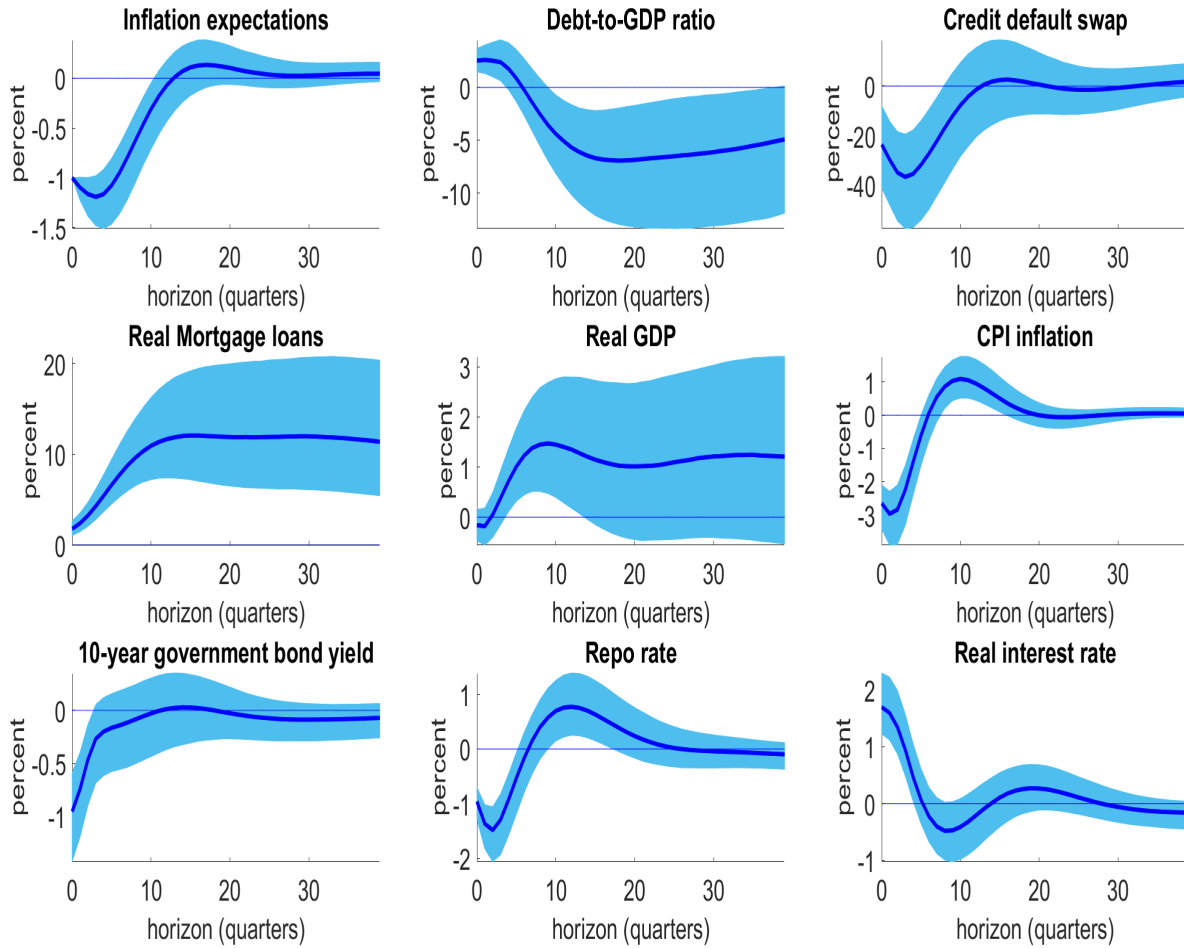 Inflation expectations
Debt-to-GDP ratio
Credit default swap
percent
0
-0.5
-1
-1.5
0 10 20 30
horizon (quarters)
percent
0
-5
-10
0 10 20 30
horizon (quarters)
percent
0
-20
-40
0 10 20 30
horizon (quarters)
Real Mortgage loans
Real GDP
CPI inflation
percent
20
10
0
0 10 20 30
horizon (quarters)
percent
3
2
1
0
0 10 20 30
horizon (quarters)
percent
1
0
-1
-2
-3
0 10 20 30
horizon (quarters)
10-year government bond yield
Repo rate
Real interest rate
percent
0
-0.5
-1
0 10 20 30
horizon (quarters)
percent
1
0
-1
-2
0 10 20 30
horizon (quarters)
percent
2
1
0
-1
0 10 20 30
horizon (quarters)